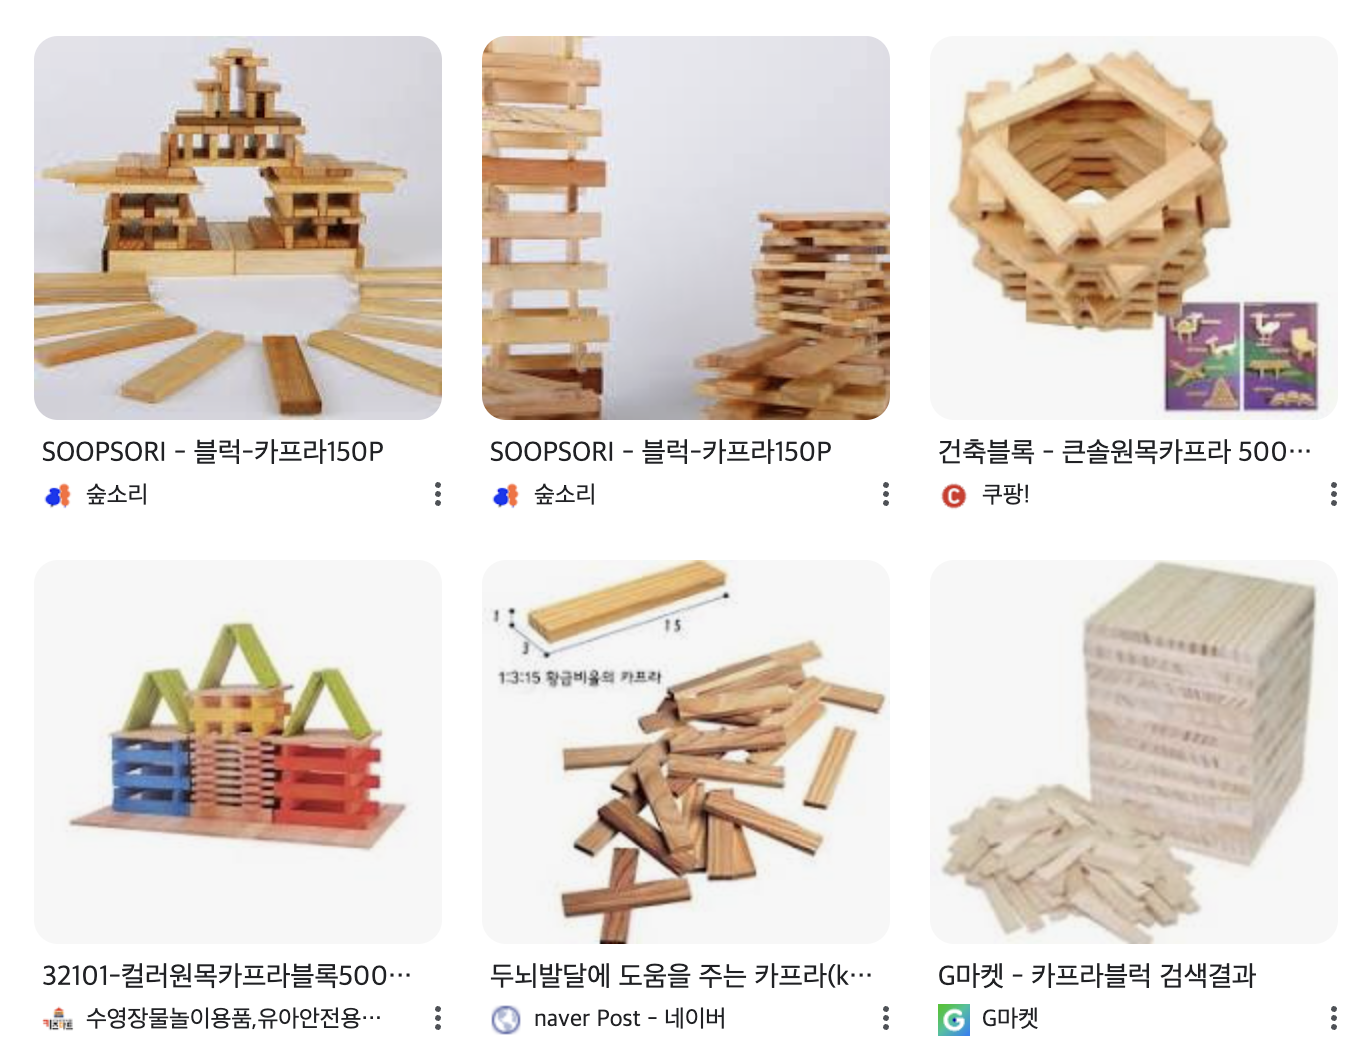 SOOPSORI - 블럭-카프라150P
숲소리
SOOPSORI - 블럭-카프라150P
숲소리
건축블록 - 큰솔원목카프라 500…
쿠팡!
1
3
15
1:3:15 황금비율의 카프라
32101-컬러원목카프라블록500…
수영장물놀이용품,유아안전용…
두뇌발달에 도움을 주는 카프라(k…
naver Post - 네이버
G마켓 - 카프라블럭 검색결과
G마켓